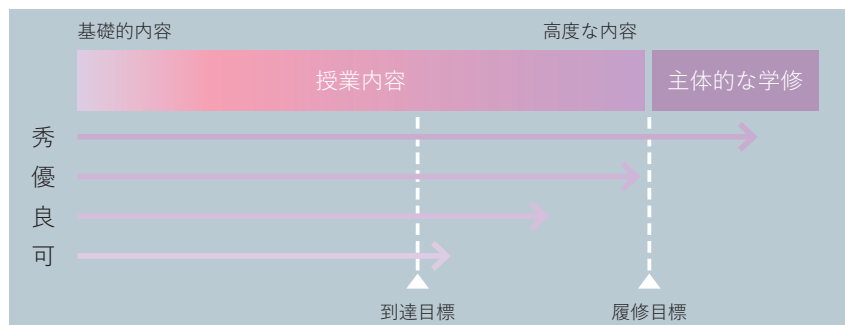 基礎的内容
高度な内容
授業内容
主体的な学修
秀
優
良
可
到達目標
履修目標